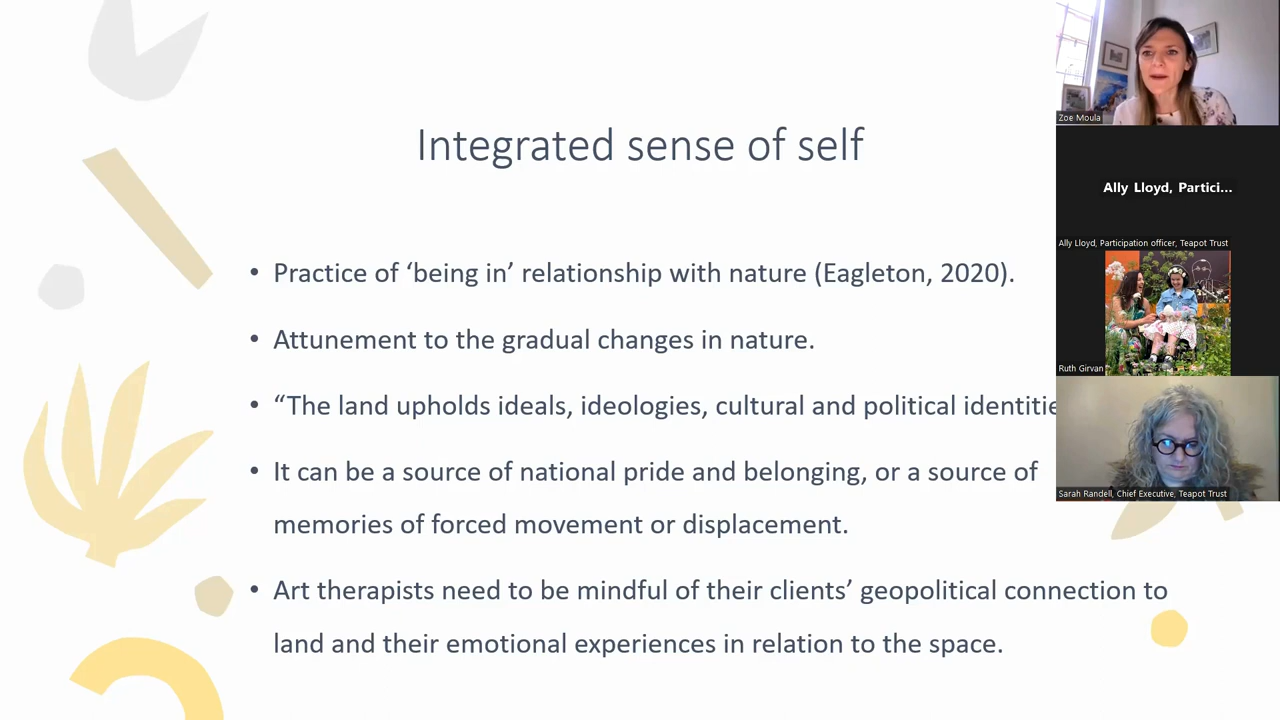 Integrated sense of self
• Practice of ‘being in’ relationship with nature (Eagleton, 2020).
• Attunement to the gradual changes in nature.
• “The land upholds ideals, ideologies, cultural and political identitie
• It can be a source of national pride and belonging, or a source of
memories of forced movement or displacement.
• Art therapists need to be mindful of their clients’ geopolitical connection to
land and their emotional experiences in relation to the space.
Zoe Moula
Ally Lloyd, Partici...
Ally Lloyd, Participation officer, Teapot Trust
Ruth Girvan
Sarah Randell, Chief Executive, Teapot Trust